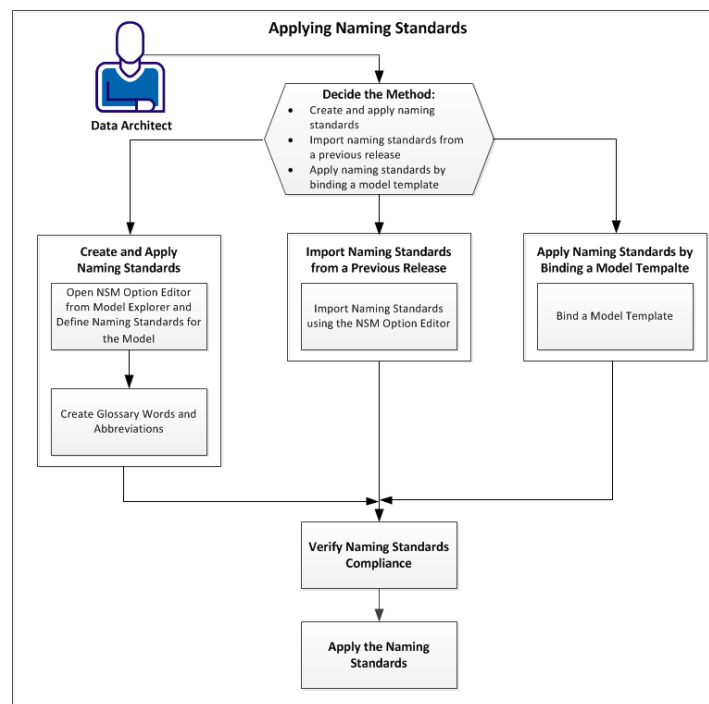 Applying Naming Standards
Data Architect
Decide the Method:
• Create and apply naming
standards
• Import naming standards from
a previous release
• Apply naming standards by
binding a model template
Create and Apply
Naming Standards
Open NSM Option Editor
from Model Explorer and
Define Naming Standards for
the Model
Create Glossary Words and
Abbreviations
Import Naming Standards
from a Previous Release
Import Naming Standards
using the NSM Option Editor
Apply Naming Standards by
Binding a Model Tempalte
Bind a Model Template
Verify Naming Standards
Compliance
Apply the Naming
Standards